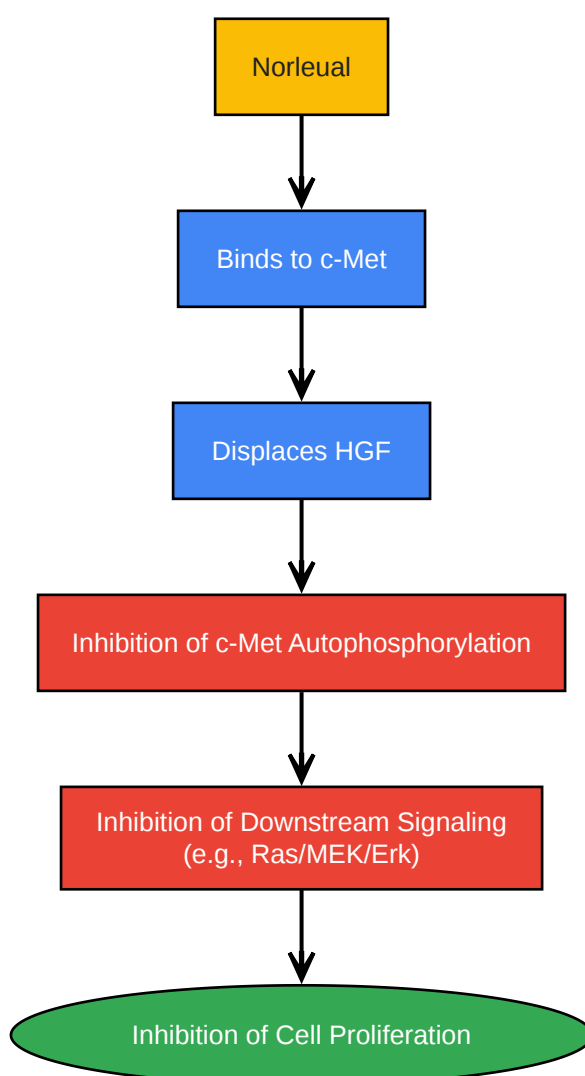 Norleual
Binds to c-Met
Displaces HGF
Inhibition of c-Met Autophosphorylation
Inhibition of Downstream Signaling
(e.g., Ras/MEK/Erk)
Inhibition of Cell Proliferation